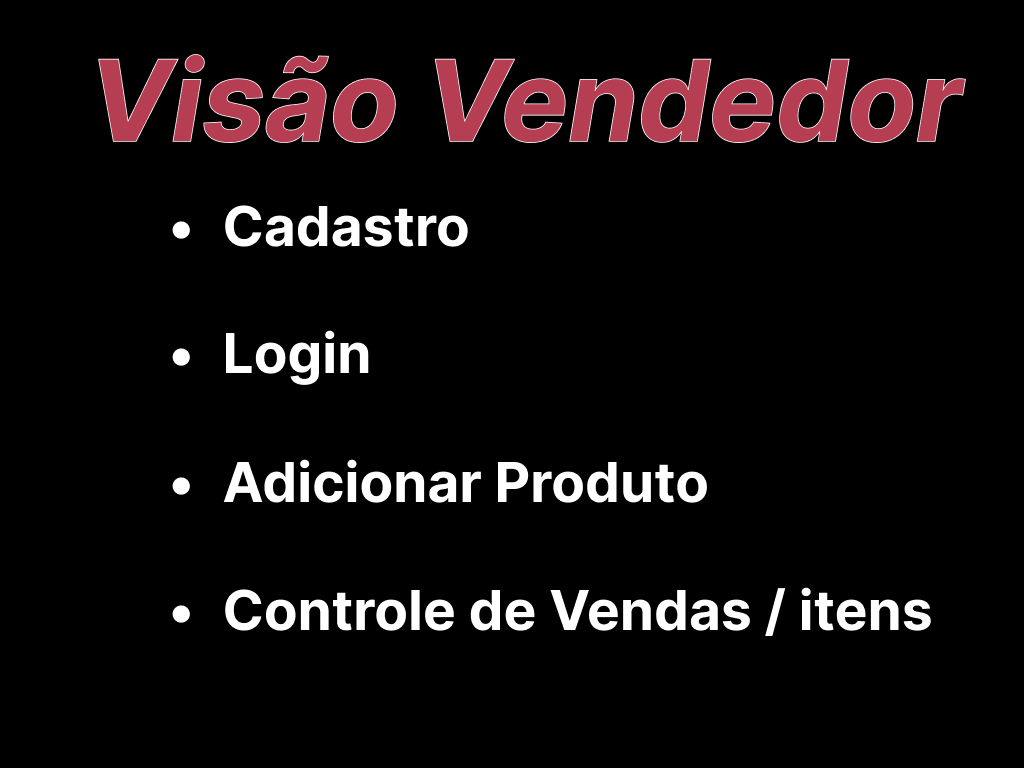 Visão Vendedor
• Cadastro
• Login
• Adicionar Produto
• Controle de Vendas / itens